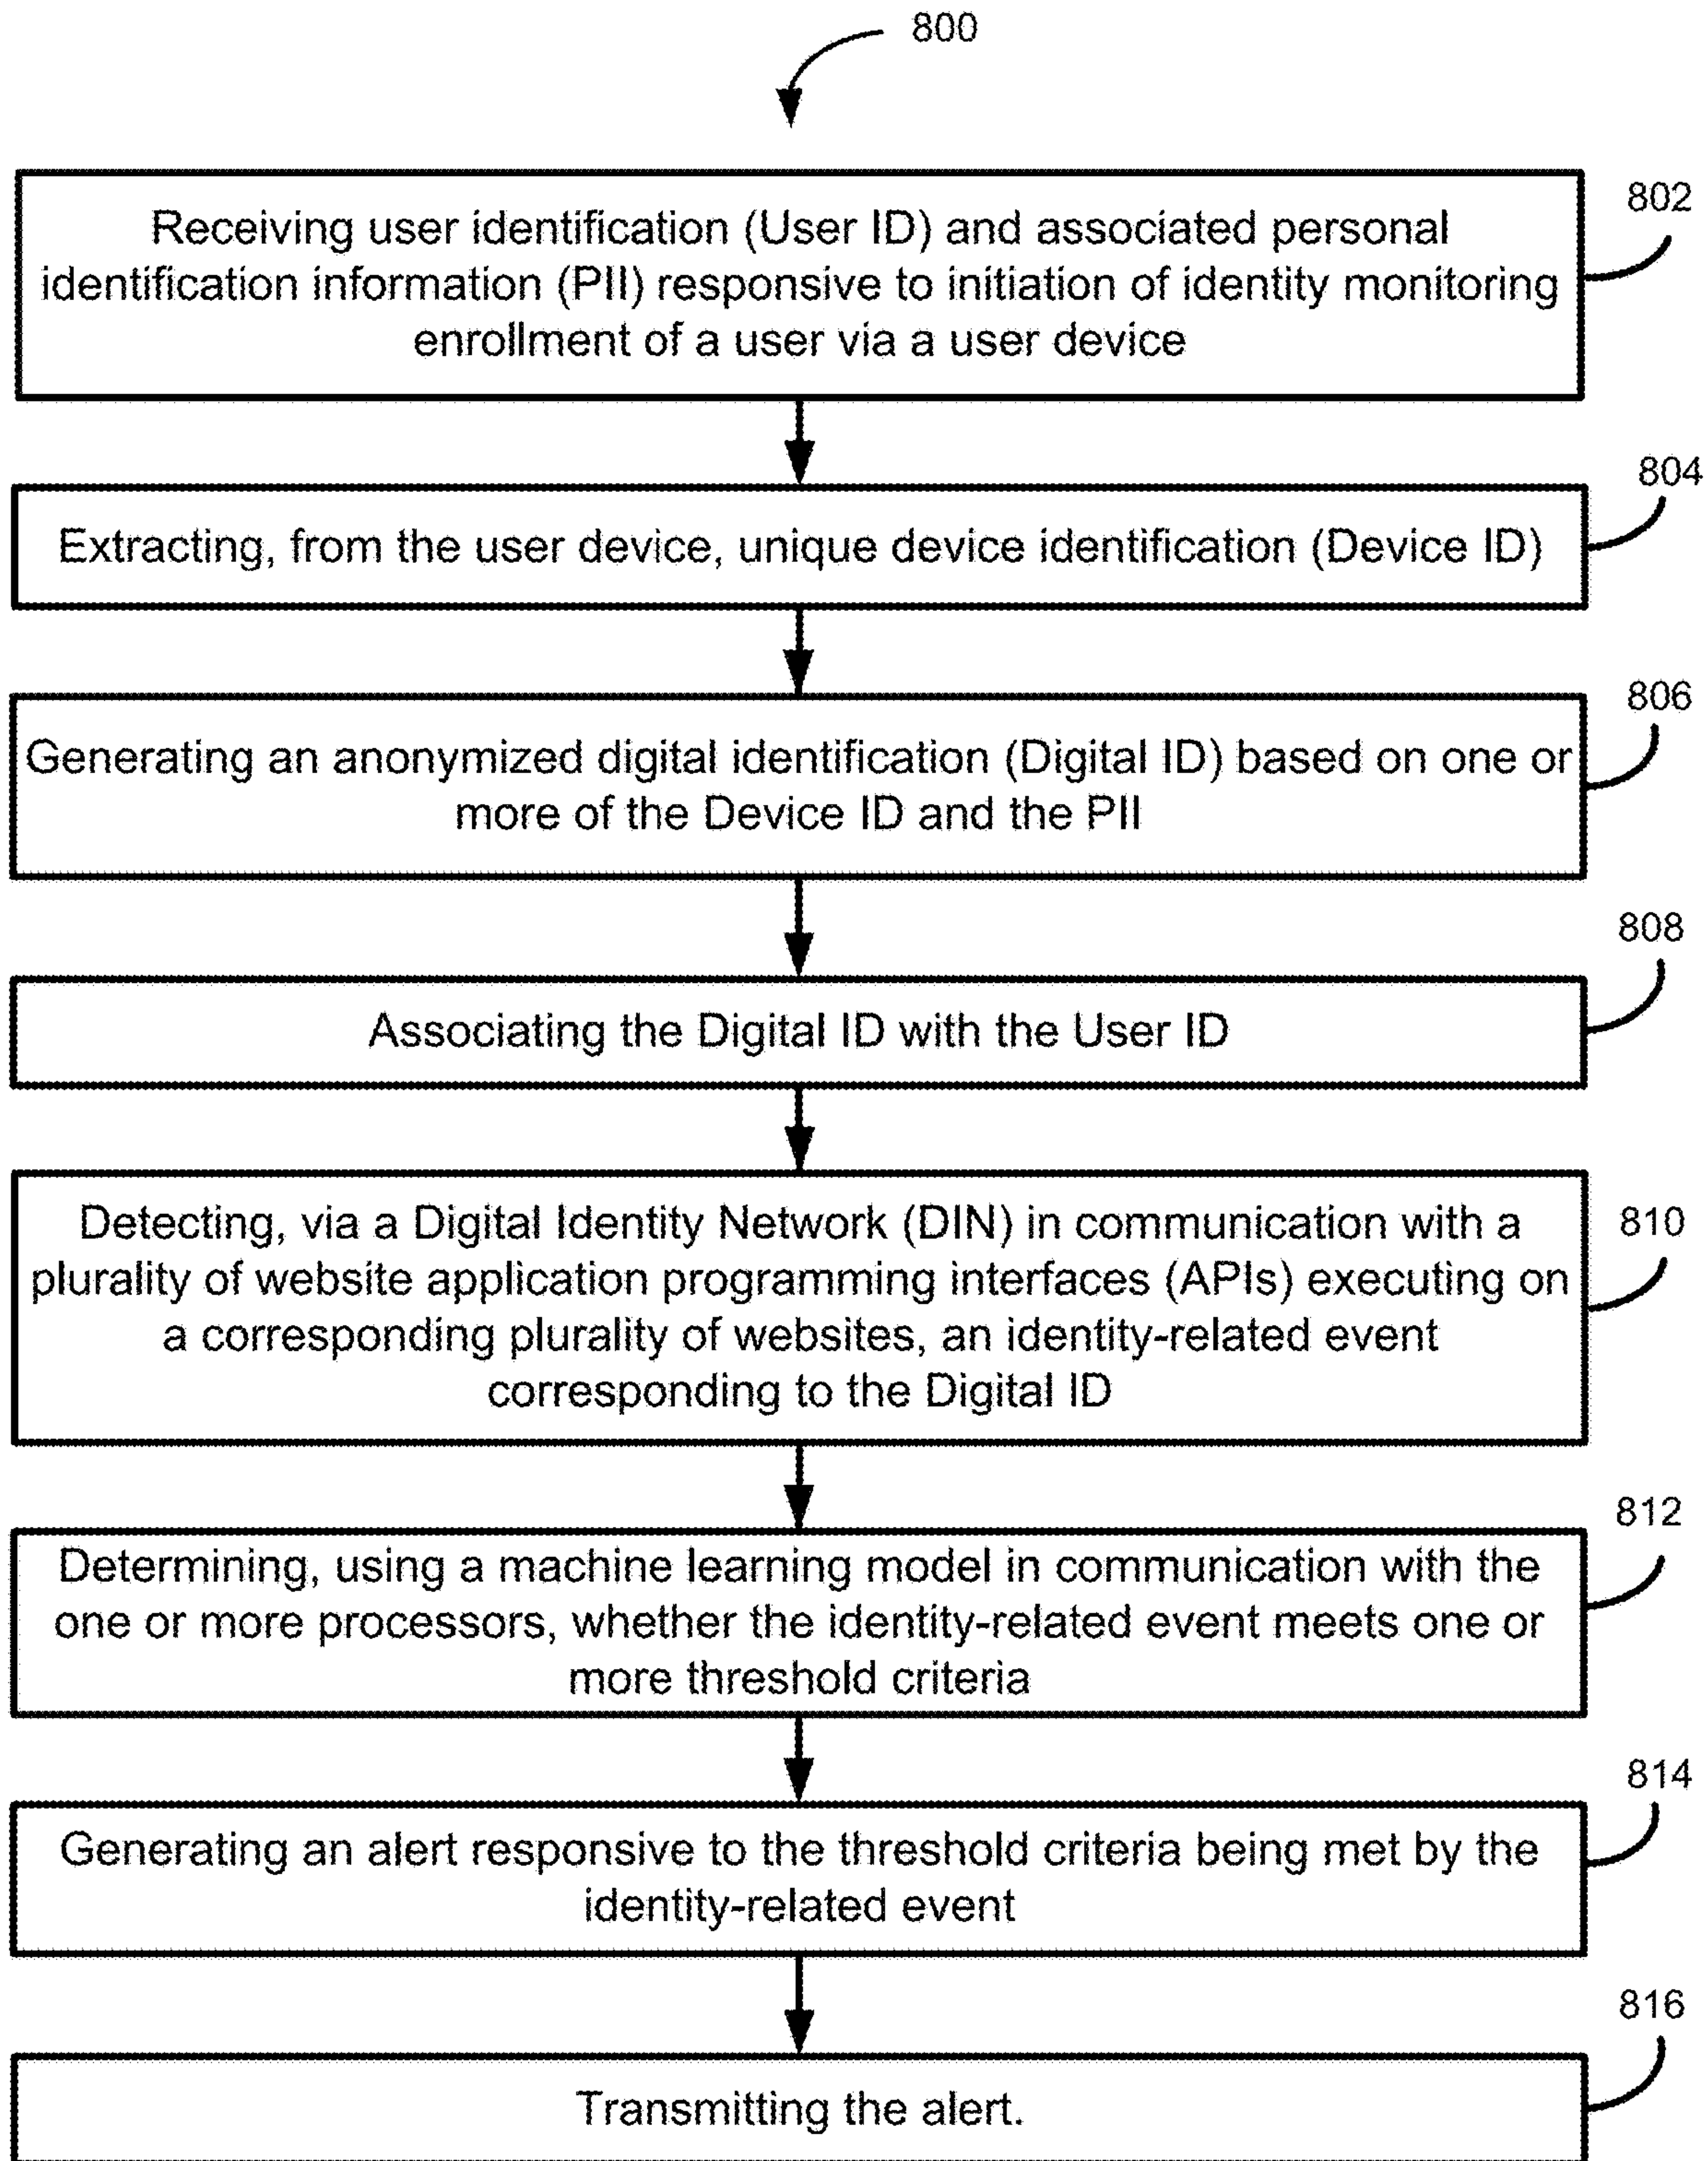 800
802
Receiving user identification (User ID) and associated personal
identification information (PII) responsive to initiation of identity monitoring
enrollment of a user via a user device
804
Extracting, from the user device, unique device identification (Device ID)
806
Generating an anonymized digital identification (Digital ID) based on one or
more of the Device ID and the PII
808
Associating the Digital ID with the User ID
810
Detecting, via a Digital Identity Network (DIN) in communication with a
plurality of website application programming interfaces (APIs) executing on
a corresponding plurality of websites, an identity-related event
corresponding to the Digital ID
812
Determining, using a machine learning model in communication with the
one or more processors, whether the identity-related event meets one or
more threshold criteria
814
Generating an alert responsive to the threshold criteria being met by the
identity-related event
816
Transmitting the alert.